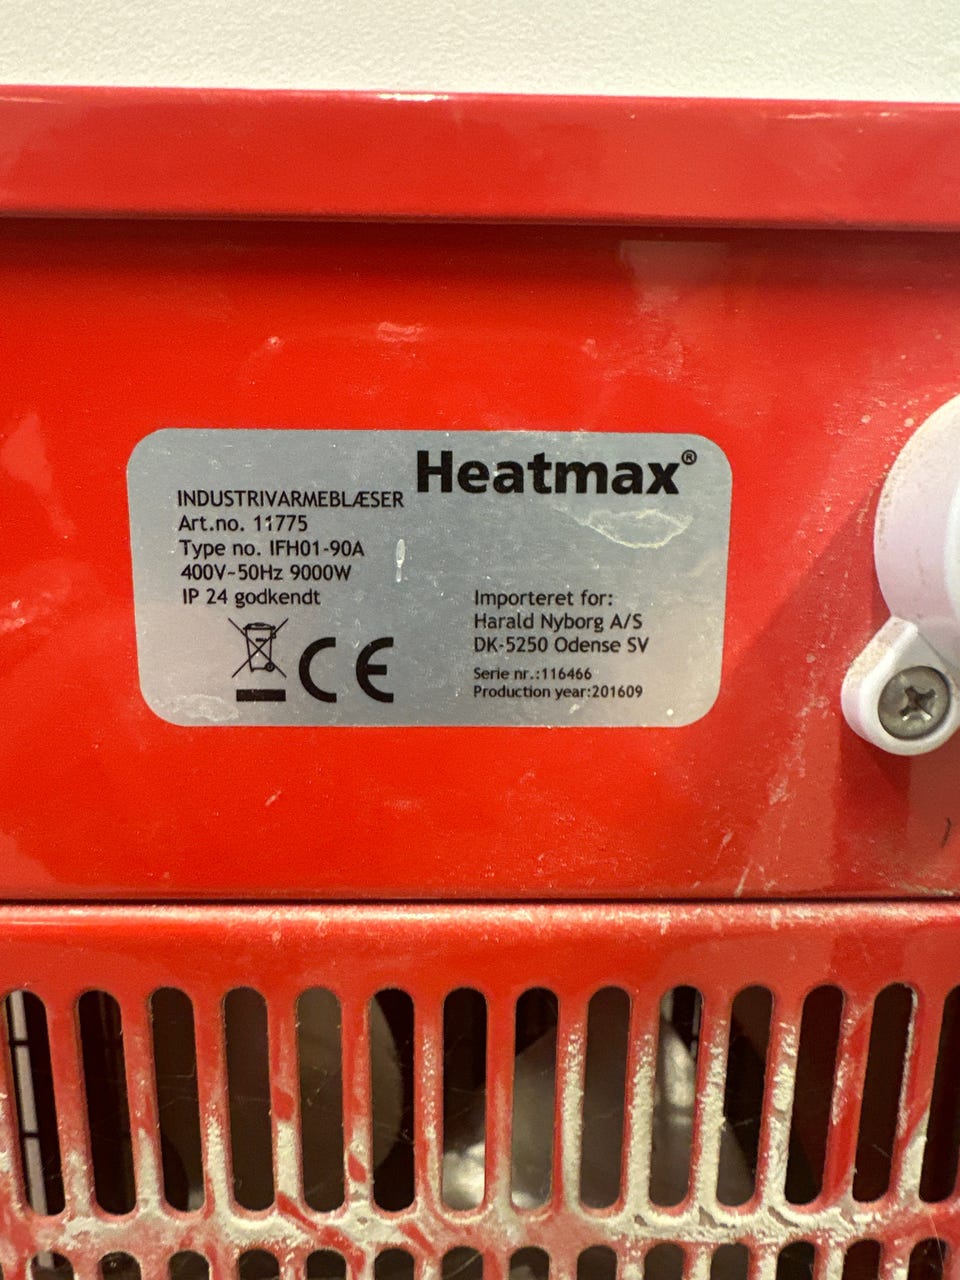 Heatmax®
INDUSTRIVARMEBLÆSER
Art.no. 11775
Type no. IFH01-90A
400V~50Hz 9000W
IP 24 godkendt
CE
Importeret for:
Harald Nyborg A/S
DK-5250 Odense SV
Serie nr.:116466
Production year:201609